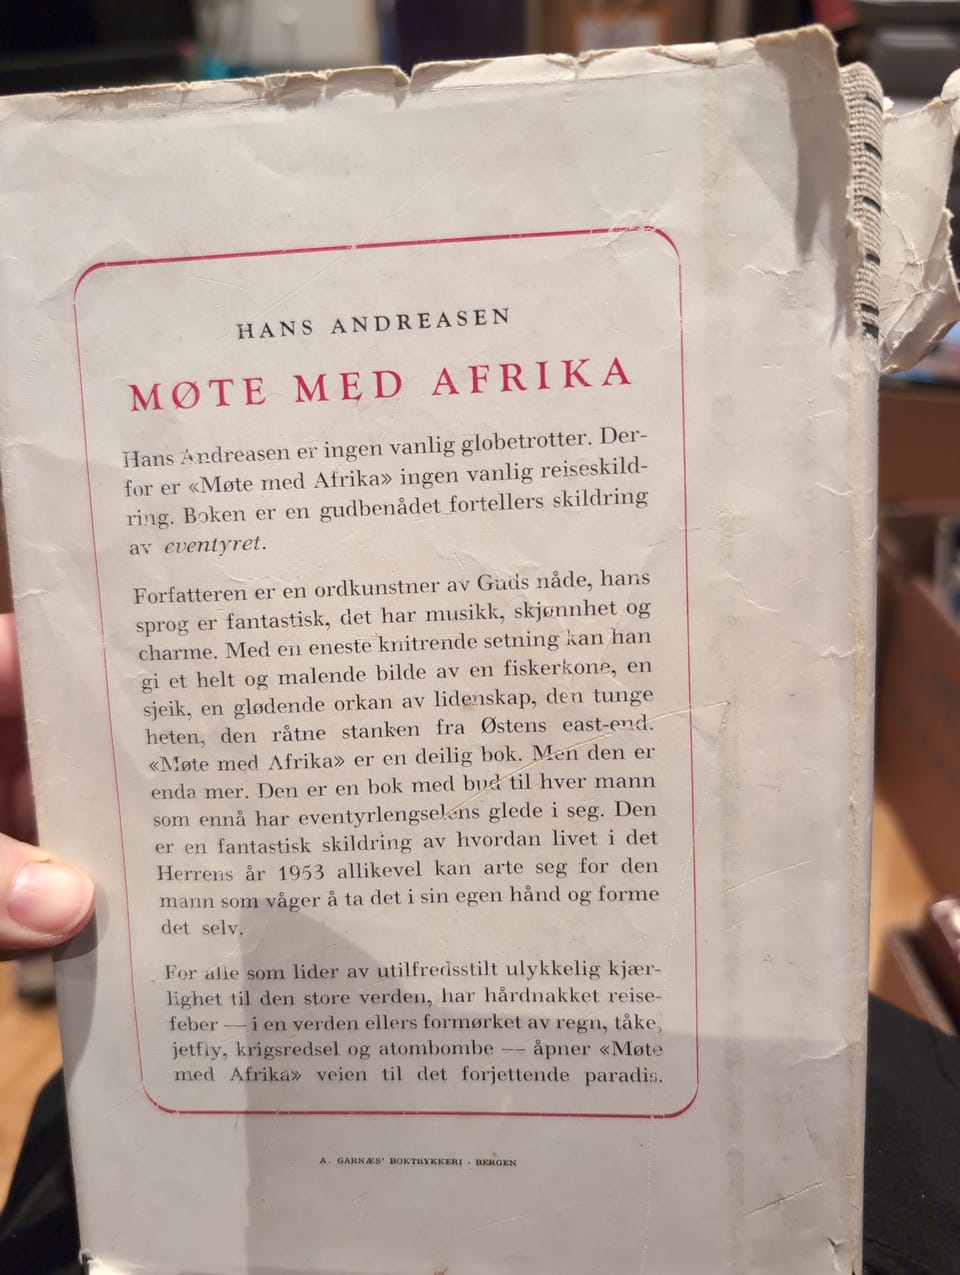 HANS ANDREASEN
MØTE MED AFRIKA
Hans Andreasen er ingen vanlig globetrotter. Der-
for er «Møte med Afrika» ingen vanlig reiseskild-
ring. Boken er en gudbenådet fortellers skildring
av eventyret.
Forfatteren er en ordkunstner av Guds nåde, hans
sprog er fantastisk, det har musikk, skjønnhet og
charme. Med en eneste knitrende setning kan han
gi et helt og malende bilde av en fiskerkone, en
sjeik, en glødende orkan av lidenskap, den tunge
heten, den råtne stanken fra Østens east-end.
«Møte med Afrika» er en deilig bok. Men den er
enda mer. Den er en bok med bud til hver mann
som ennå har eventyrlengselens glede i seg. Den
er en fantastisk skildring av hvordan livet i det
Herrens år 1953 allikevel kan arte seg for den
mann som våger å ta det i sin egen hånd og forme
det selv.
For alle som lider av utilfredsstilt ulykkelig kjær-
lighet til den store verden, har hårdnakket reise-
feber — i en verden ellers formørket av regn, tåke,
jetfly, krigsredsel og atombombe — åpner «Møte
med Afrika» veien til det forjettende paradis.
A. GARNÆS' BOKTRYKKERI · BERGEN